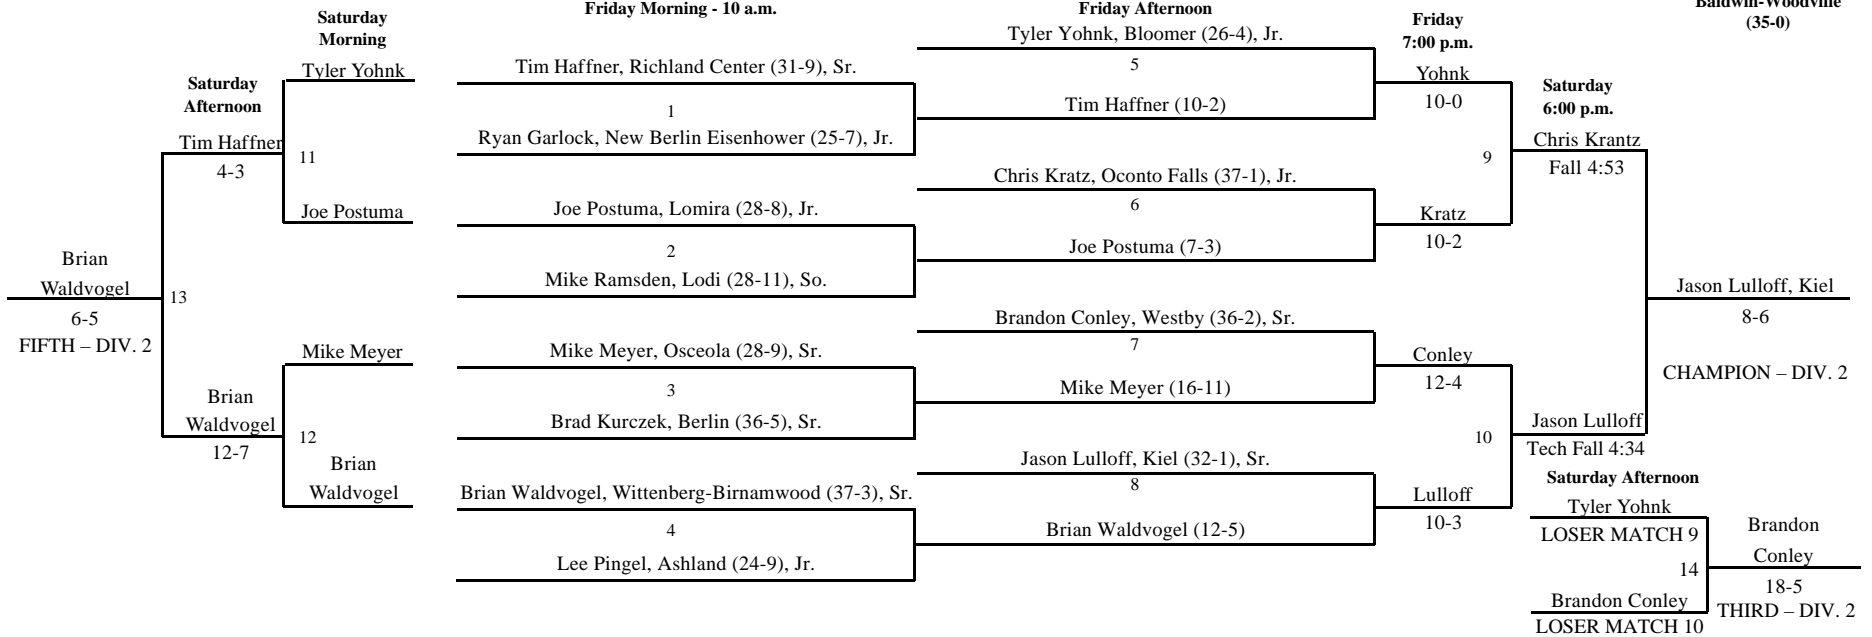 Saturday
Morning
Tyler Yohnk
Saturday
Afternoon
Tim Haffner
4-3
11
Joe Postuma
Brian
Waldvogel
13
6-5
FIFTH – DIV. 2
Mike Meyer
Brian
Waldvogel
12-7
12
Brian
Waldvogel
Friday Morning - 10 a.m.
Tim Haffner, Richland Center (31-9), Sr.
1
Ryan Garlock, New Berlin Eisenhower (25-7), Jr.
Joe Postuma, Lomira (28-8), Jr.
2
Mike Ramsden, Lodi (28-11), So.
Mike Meyer, Osceola (28-9), Sr.
3
Brad Kurczek, Berlin (36-5), Sr.
Brian Waldvogel, Wittenberg-Birnamwood (37-3), Sr.
4
Lee Pingel, Ashland (24-9), Jr.
Friday Afternoon
Tyler Yohnk, Bloomer (26-4), Jr.
5
Tim Haffner (10-2)
Chris Kratz, Oconto Falls (37-1), Jr.
6
Joe Postuma (7-3)
Brandon Conley, Westby (36-2), Sr.
7
Mike Meyer (16-11)
Jason Lulloff, Kiel (32-1), Sr.
8
Brian Waldvogel (12-5)
Friday
7:00 p.m.
Yohnk
10-0
9
Kratz
10-2
Conley
12-4
10
Lulloff
10-3
Saturday
6:00 p.m.
Chris Krantz
Fall 4:53
Jason Lulloff
Tech Fall 4:34
Baldwin-Woodville
(35-0)
Jason Lulloff, Kiel
8-6
CHAMPION – DIV. 2
Saturday Afternoon
Tyler Yohnk
LOSER MATCH 9
14
Brandon Conley
LOSER MATCH 10
Brandon
Conley
18-5
THIRD – DIV. 2